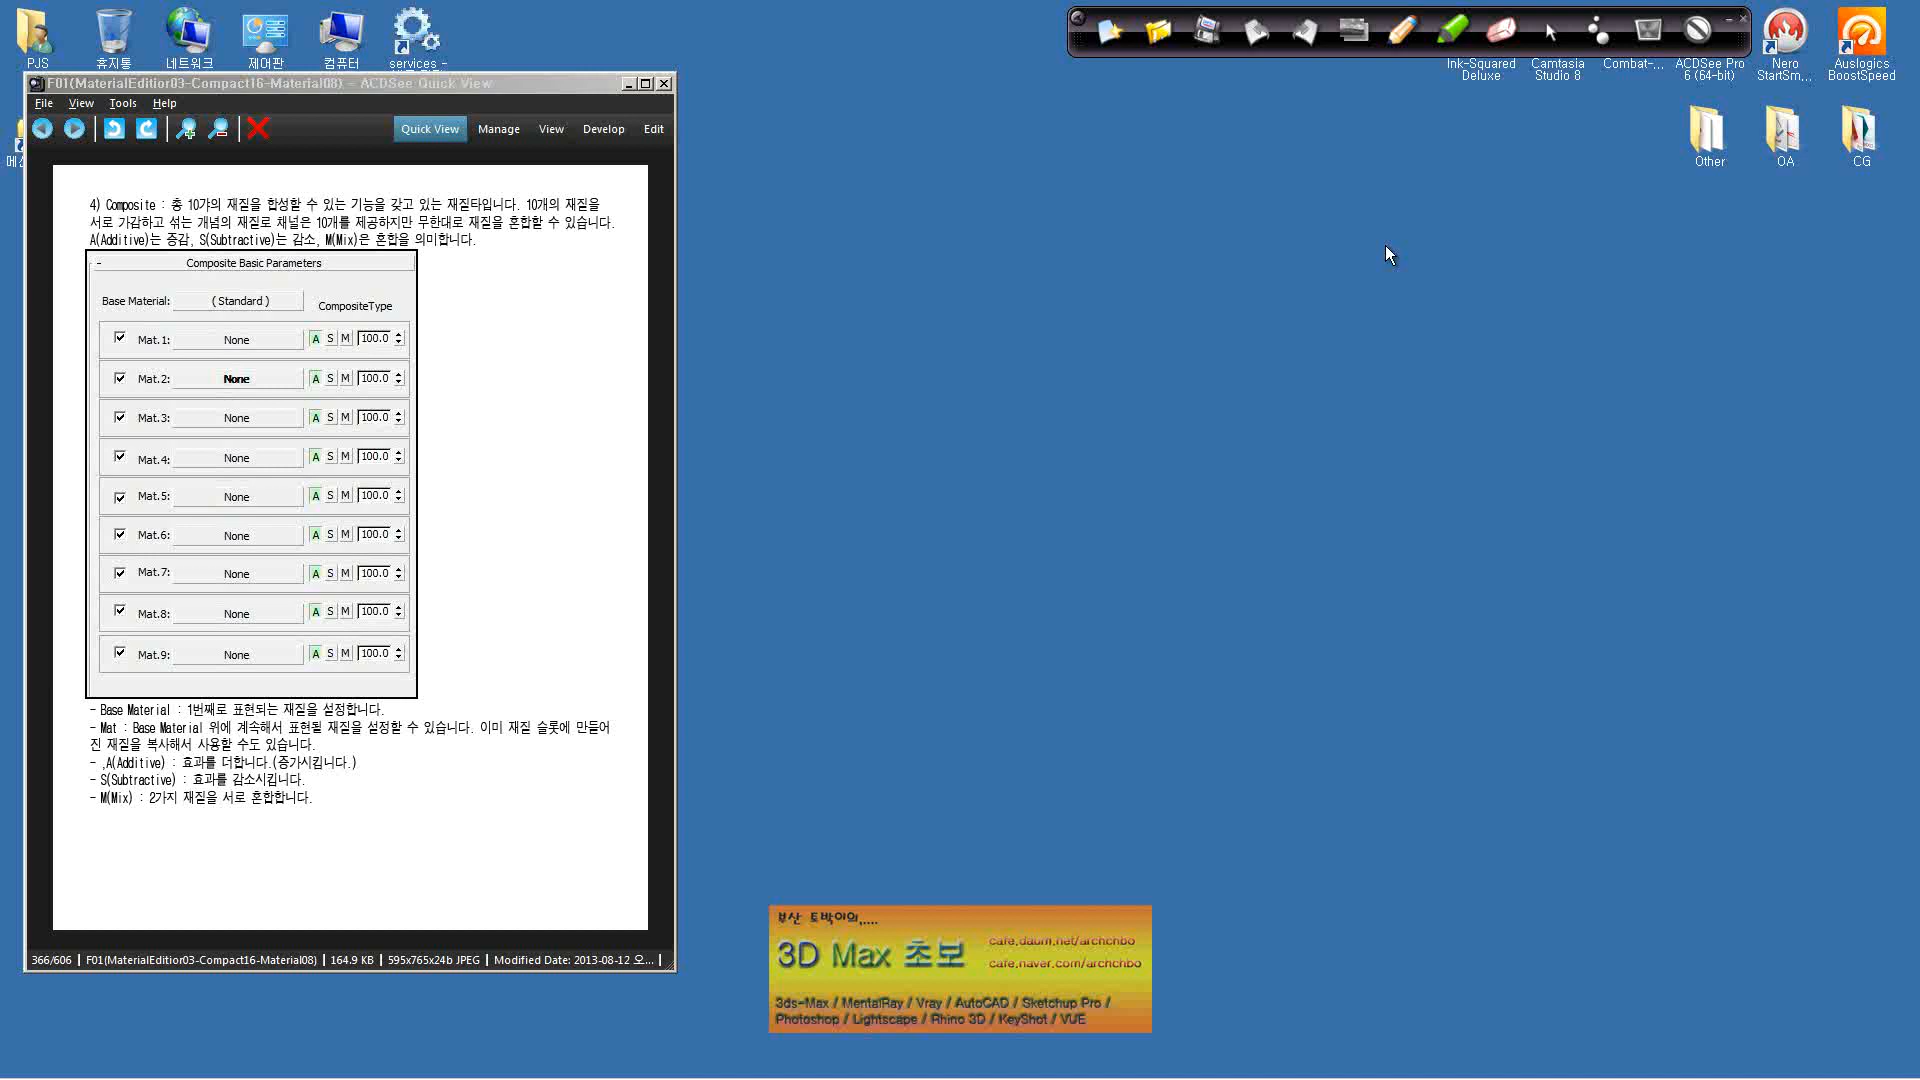 PJS
휴지통
네트워크
제어판
컴퓨터
services -
Ink-Squared Deluxe
Camtasia Studio 8
Combat-...
ACDSee Pro 6 (64-bit)
Nero StartSm...
Auslogics BoostSpeed
Other
OA
CG
F01(MaterialEditior03-Compact16-Material08) - ACDSee Quick View
File View Tools Help
Quick View Manage View Develop Edit
4) Composite : 총 10갸의 재질을 합성할 수 있는 기능을 갖고 있는 재질타입니다. 10개의 재질을
서로 가감하고 섞는 개념의 재질로 채널은 10개를 제공하지만 무한대로 재질을 혼합할 수 있습니다.
A(Additive)는 증감, S(Subtractive)는 감소, M(Mix)은 혼합을 의미합니다.
- Composite Basic Parameters
Base Material: ( Standard ) CompositeType
Mat.1: None A S M 100.0
Mat.2: None A S M 100.0
Mat.3: None A S M 100.0
Mat.4: None A S M 100.0
Mat.5: None A S M 100.0
Mat.6: None A S M 100.0
Mat.7: None A S M 100.0
Mat.8: None A S M 100.0
Mat.9: None A S M 100.0
- Base Material : 1번째로 표현되는 재질을 설정합니다.
- Mat : Base Material 위에 계속해서 표현될 재질을 설정할 수 있습니다. 이미 재질 슬롯에 만들어
진 재질을 복사해서 사용할 수도 있습니다.
- ,A(Additive) : 효과를 더합니다.(증가시킵니다.)
- S(Subtractive) : 효과를 감소시킵니다.
- M(Mix) : 2가지 재질을 서로 혼합합니다.
366/606 F01(MaterialEditior03-Compact16-Material08) 164.9 KB 595x765x24b JPEG Modified Date: 2013-08-12 오...
부산 토박이의.....
3D Max 초보
cafe.daum.net/archchbo
cafe.naver.com/archchbo
3ds-Max / MentalRay / Vray / AutoCAD / Sketchup Pro /
Photoshop / Lightscape / Rhino 3D / KeyShot / VUE